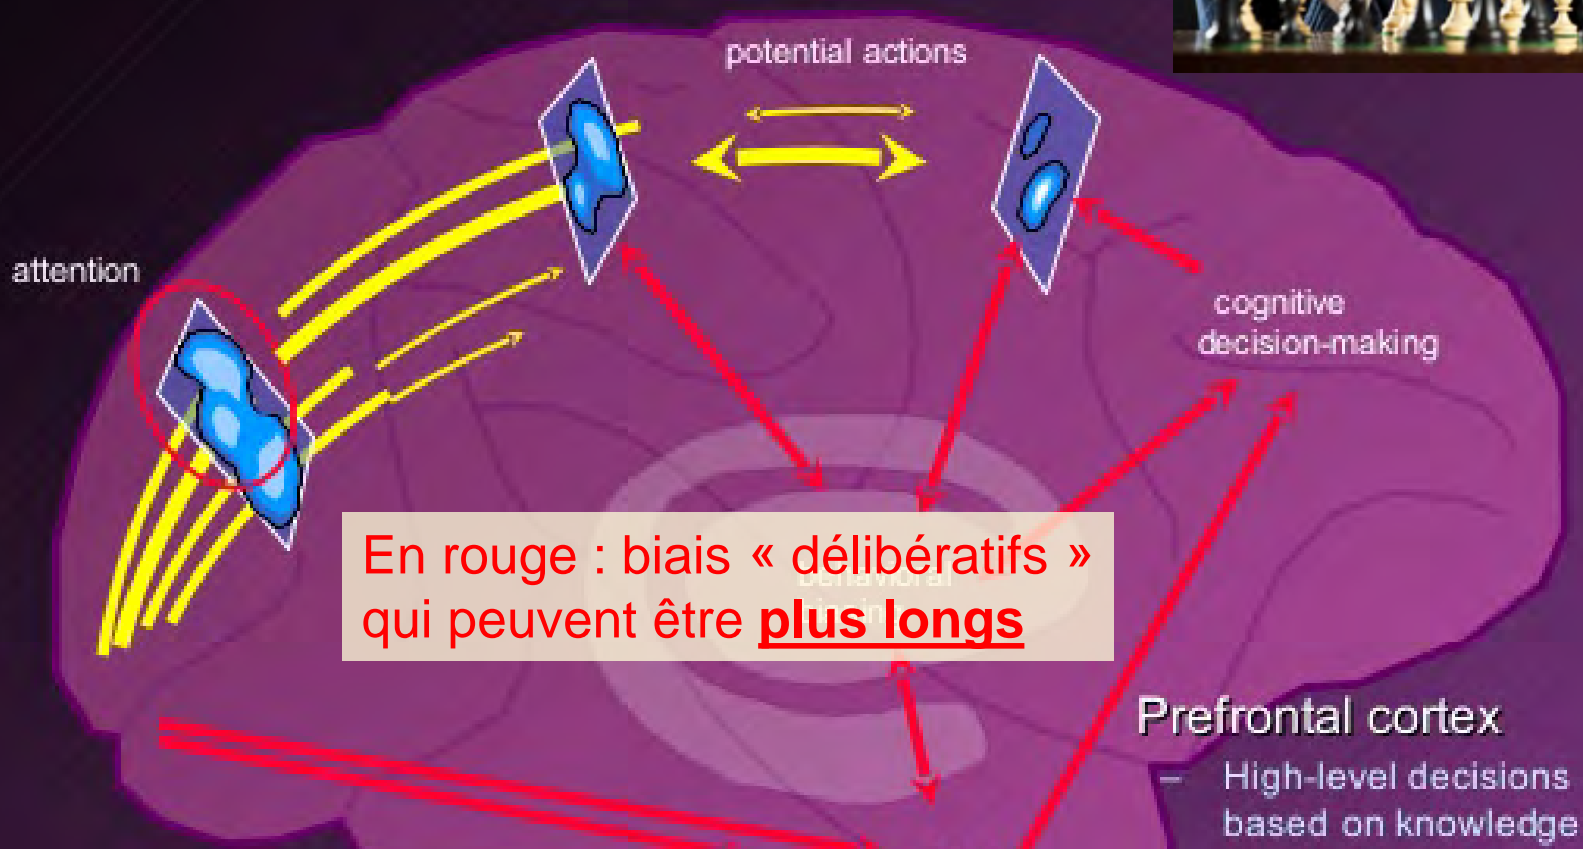 potential actions
attention
cognitive
decision-making
En rouge : biais « délibératifs »
qui peuvent être plus longs
behavioral
Prefrontal cortex
– High-level decisions
based on knowledge